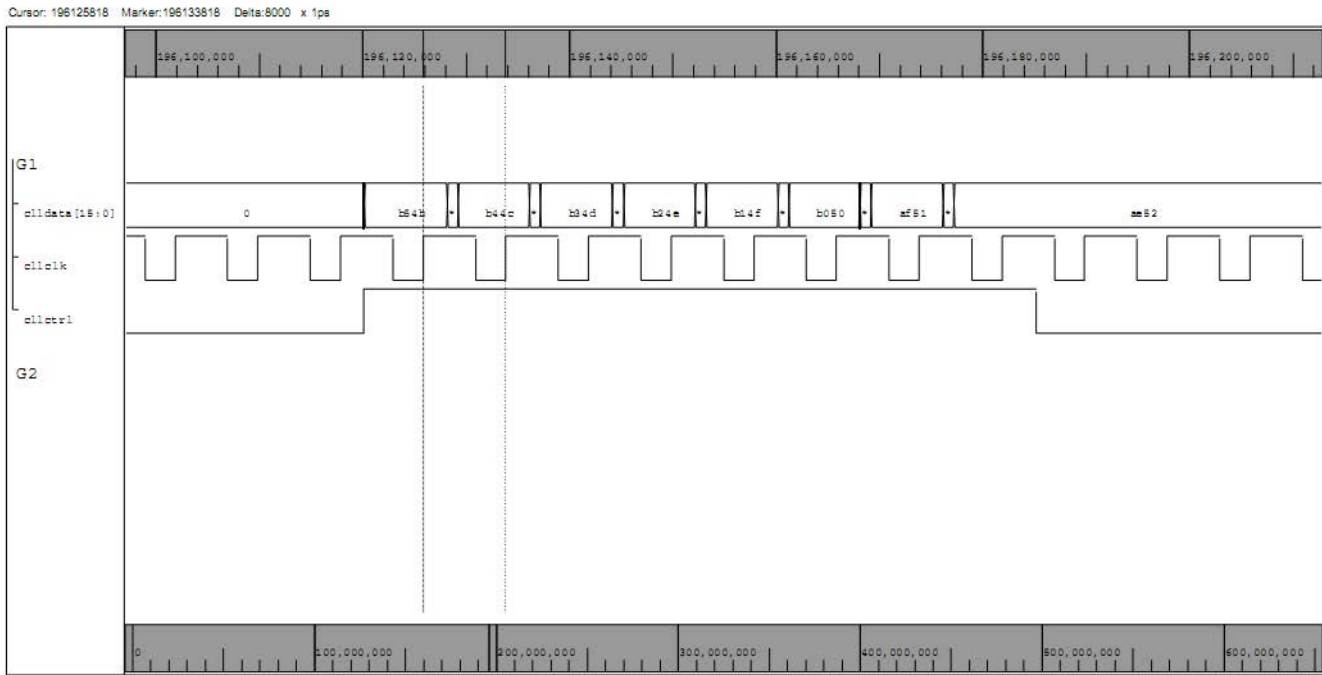 Cursor: 196125818 Marker:196133818 Delta:8000 x 1ps
196,100,000 196,120,000 196,140,000 196,160,000 196,180,000 196,200,000
G1
clldata[15:0] 0 b54b * b44c * b34d * b24e * b14f * b050 * af51 * ae52
cllclk
cllctrl
G2
0 100,000,000 200,000,000 300,000,000 400,000,000 500,000,000 600,000,000